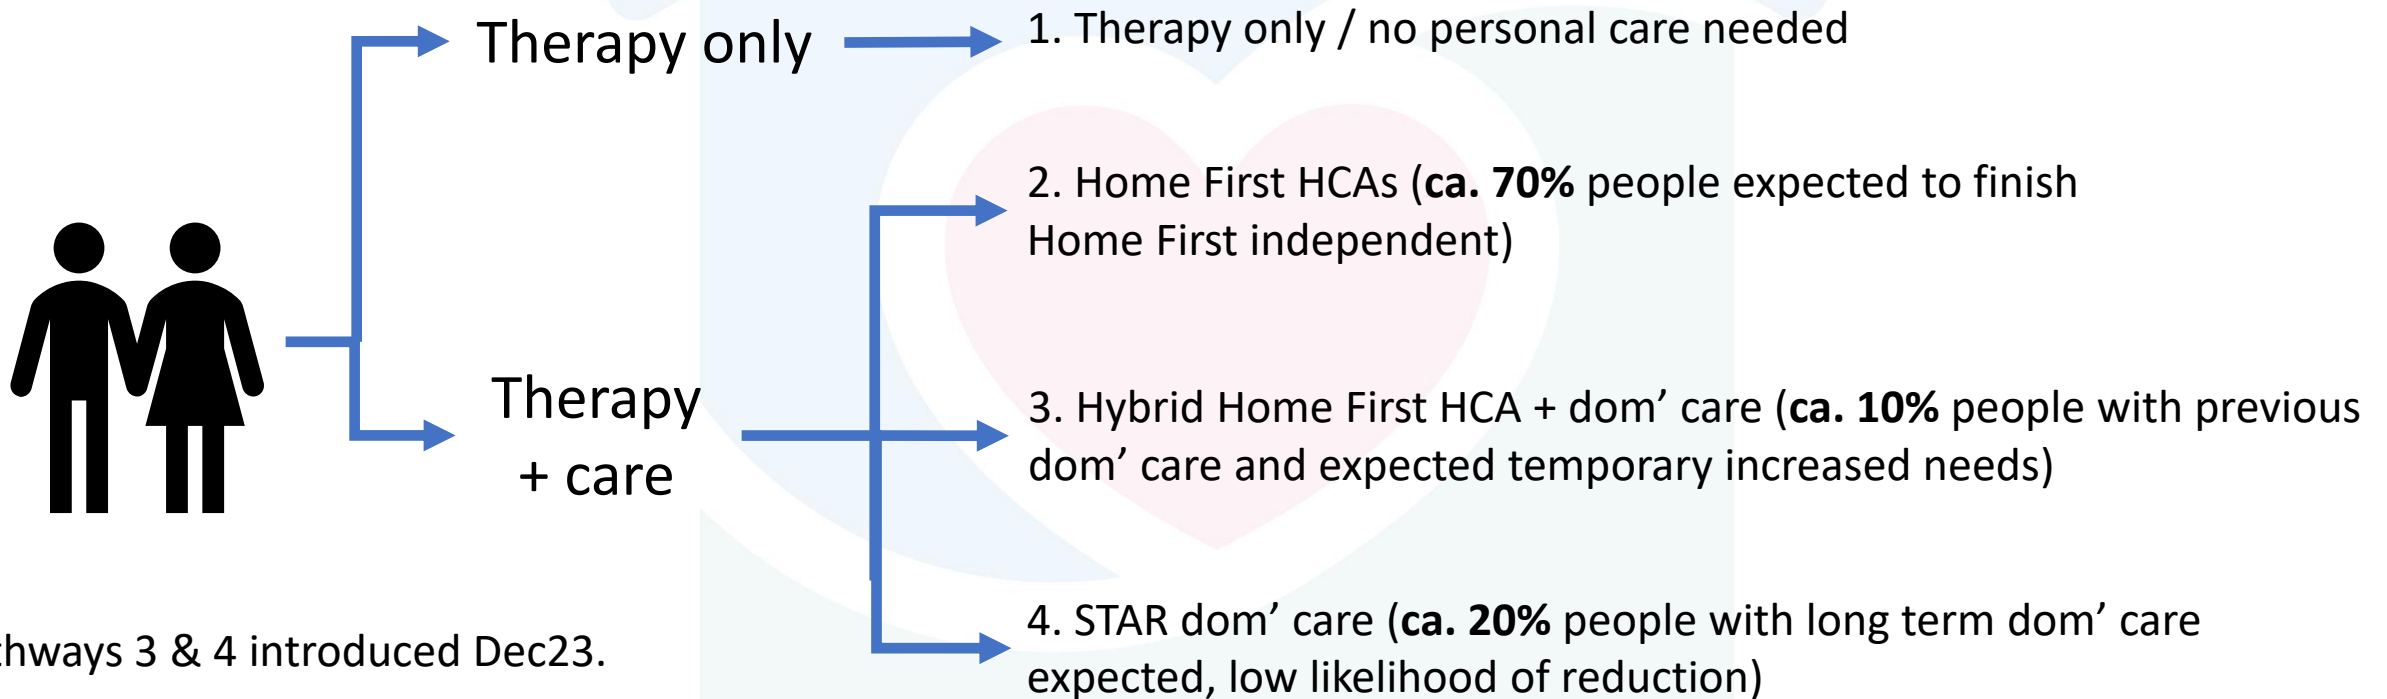 Therapy only
1. Therapy only / no personal care needed
2. Home First HCAs (ca. 70% people expected to finish
Home First independent)
Therapy
+ care
3. Hybrid Home First HCA + dom’ care (ca. 10% people with previous
dom’ care and expected temporary increased needs)
4. STAR dom’ care (ca. 20% people with long term dom’ care
expected, low likelihood of reduction)
thways 3 & 4 introduced Dec23.